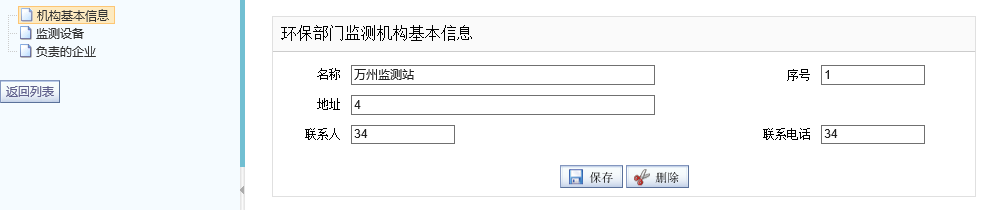 机构基本信息
监测设备
负责的企业
返回列表
环保部门监测机构基本信息
名称 万州监测站 序号 1
地址 4
联系人 34 联系电话 34
保存 删除